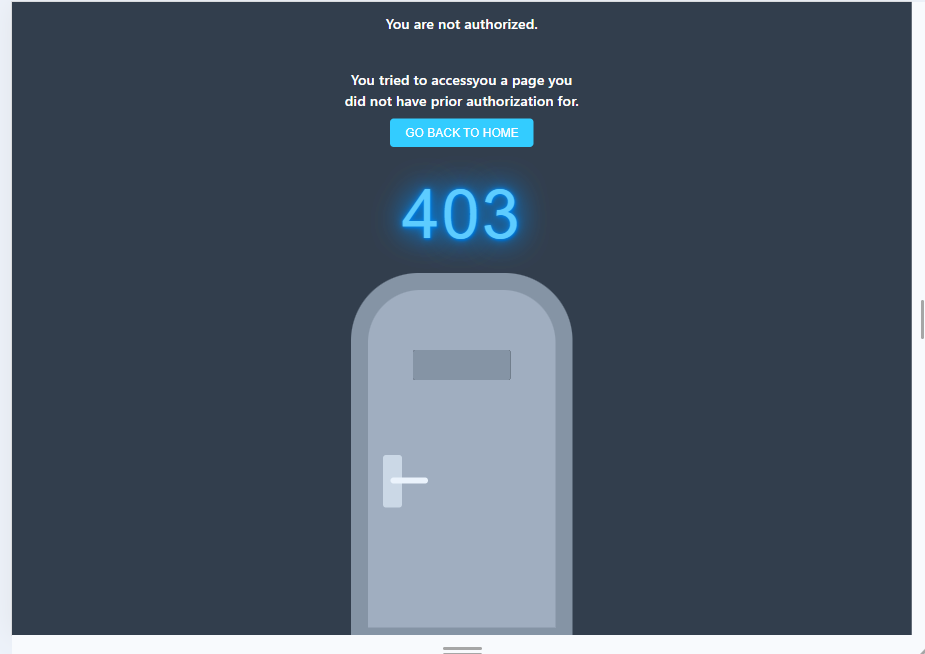 You are not authorized.
You tried to accessyou a page you
did not have prior authorization for.
GO BACK TO HOME
403